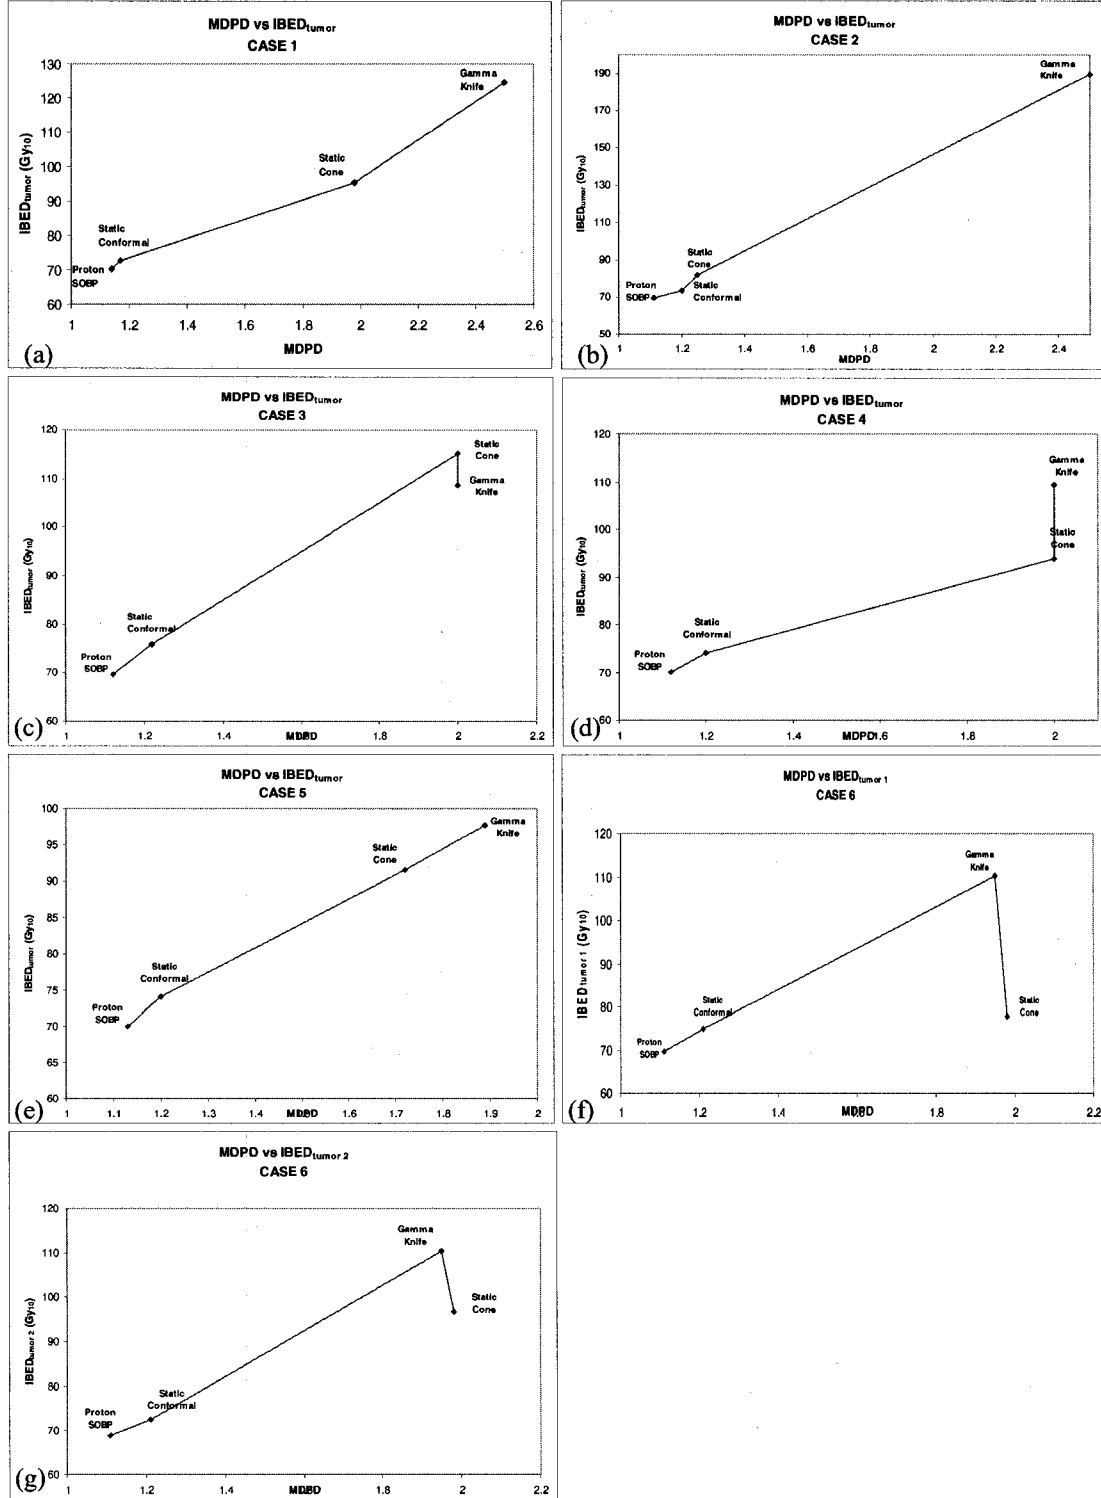 MDPD vs IBEDtumor
CASE 1
130
120
110
100
90
80
70
60
IBEDtumor (Gy10)
Gamma
Knife
Static
Cone
Static
Conformal
Proton
SOBP
1 1.2 1.4 1.6 1.8 2 2.2 2.4 2.6
MDPD
(a)
MDPD vs IBEDtumor
CASE 2
190
170
150
130
110
90
70
50
IBEDtumor (Gy10)
Gamma
Knife
Static
Cone
Proton
SOBP
Static
Conformal
1 1.2 1.4 1.6 1.8 2 2.2 2.4
MDPD
(b)
MDPD vs IBEDtumor
CASE 3
120
110
100
90
80
70
60
IBEDtumor (Gy10)
Static
Cone
Gamma
Knife
Static
Conformal
Proton
SOBP
1 1.2 1.4 MDPD 1.8 2 2.2
(c)
MDPD vs IBEDtumor
CASE 4
120
110
100
90
80
70
60
IBEDtumor (Gy10)
Gamma
Knife
Static
Cone
Static
Conformal
Proton
SOBP
1 1.2 1.4 MDPD 1.6 1.8 2
(d)
MDPD vs IBEDtumor
CASE 5
100
95
90
85
80
75
70
65
60
IBEDtumor (Gy10)
Gamma
Knife
Static
Cone
Static
Conformal
Proton
SOBP
1 1.1 1.2 1.3 1.4 MDPD 1.6 1.7 1.8 1.9 2
(e)
MDPD vs IBEDtumor 1
CASE 6
120
110
100
90
80
70
60
IBEDtumor 1 (Gy10)
Gamma
Knife
Static
Conformal
Static
Cone
Proton
SOBP
1 1.2 1.4 MDPD 1.8 2 2.2
(f)
MDPD vs IBEDtumor 2
CASE 6
120
110
100
90
80
70
60
IBEDtumor 2 (Gy10)
Gamma
Knife
Static
Cone
Static
Conformal
Proton
SOBP
1 1.2 1.4 MDPD 1.8 2 2.2
(g)